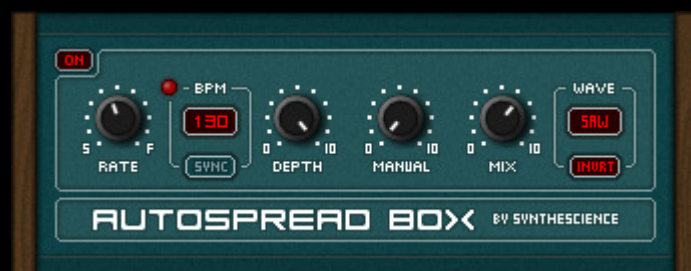 ON
BPM
WAVE
130
SAW
S F 0 10 0 10 0 10
RATE SYNC DEPTH MANUAL MIX INVRT
AUTOSPREAD BOX BY SYNTHESCIENCE